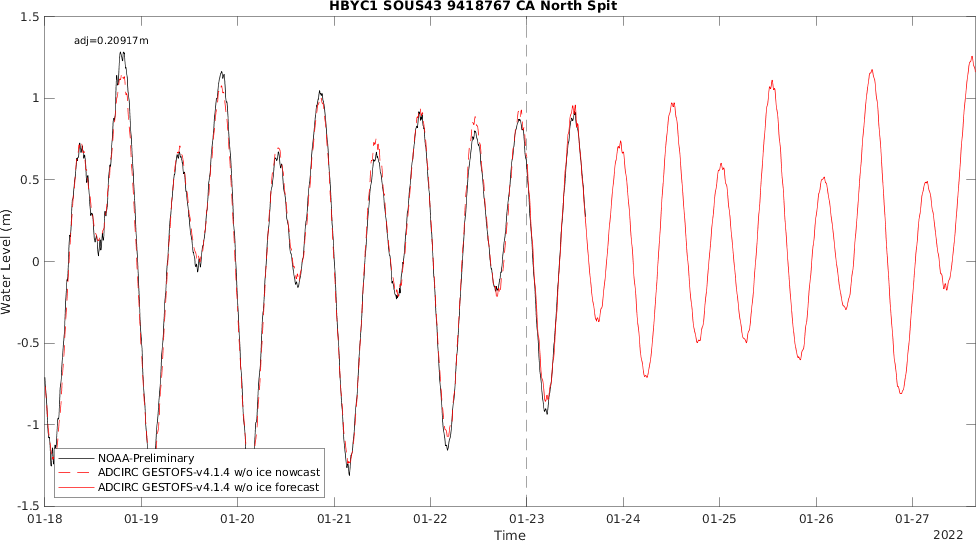 HBYC1 SOUS43 9418767 CA North Spit
adj=0.20917m
Water Level (m)
1.5
1
0.5
0
-0.5
-1
-1.5
NOAA-Preliminary
ADCIRC GESTOFS-v4.1.4 w/o ice nowcast
ADCIRC GESTOFS-v4.1.4 w/o ice forecast
01-18 01-19 01-20 01-21 01-22 01-23 01-24 01-25 01-26 01-27
Time
2022